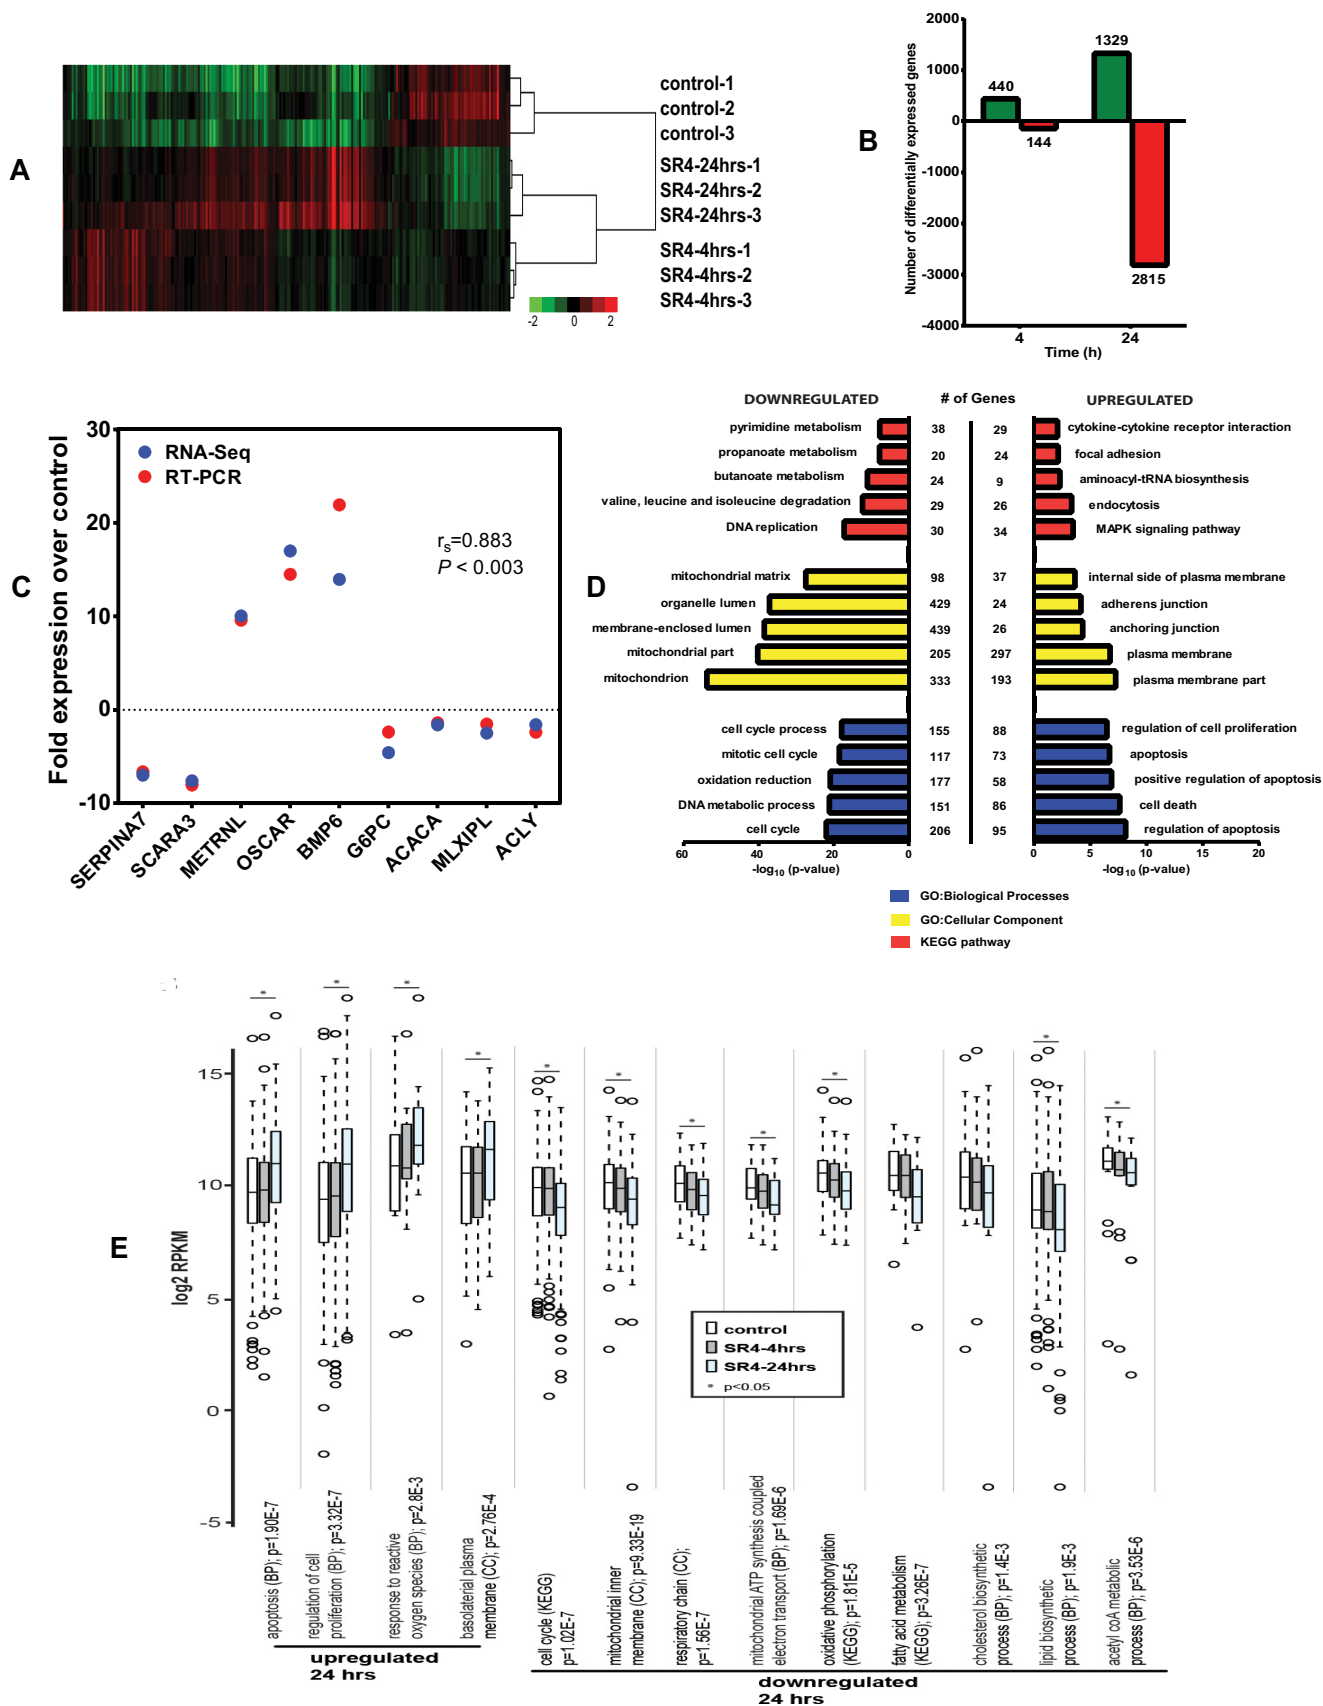 A
control-1
control-2
control-3
SR4-24hrs-1
SR4-24hrs-2
SR4-24hrs-3
SR4-4hrs-1
SR4-4hrs-2
SR4-4hrs-3
-2 0 2
B
Number of differentially expressed genes
2000
1000
0
-1000
-2000
-3000
-4000
440
144
1329
2815
4 24
Time (h)
C
Fold expression over control
30
20
10
0
-10
RNA-Seq
RT-PCR
rs=0.883
P < 0.003
SERPINA7
SCARA3
METRNL
OSCAR
BMP6
G6PC
ACACA
MLXIPL
ACLY
D
DOWNREGULATED # of Genes UPREGULATED
pyrimidine metabolism 38 29 cytokine-cytokine receptor interaction
propanoate metabolism 20 24 focal adhesion
butanoate metabolism 24 9 aminoacyl-tRNA biosynthesis
valine, leucine and isoleucine degradation 29 26 endocytosis
DNA replication 30 34 MAPK signaling pathway
mitochondrial matrix 98 37 internal side of plasma membrane
organelle lumen 429 24 adherens junction
membrane-enclosed lumen 439 26 anchoring junction
mitochondrial part 205 297 plasma membrane
mitochondrion 333 193 plasma membrane part
cell cycle process 155 88 regulation of cell proliferation
mitotic cell cycle 117 73 apoptosis
oxidation reduction 177 58 positive regulation of apoptosis
DNA metabolic process 151 86 cell death
cell cycle 206 95 regulation of apoptosis
60 40 20 0 0 5 10 15 20
-log10 (p-value) -log10 (p-value)
GO:Biological Processes
GO:Cellular Component
KEGG pathway
E
log2 RPKM
15
10
5
0
-5
* * * * * * * * * * *
control
SR4-4hrs
SR4-24hrs
* p<0.05
apoptosis (BP); p=1.90E-7
regulation of cell
proliferation (BP); p=3.32E-7
response to reactive
oxygen species (BP); p=2.8E-3
basolaterial plasma
membrane (CC); p=2.76E-4
cell cycle (KEGG)
p=1.02E-7
mitochondrial inner
membrane (CC); p=9.33E-19
respiratory chain (CC);
p=1.56E-7
mitochondrial ATP synthesis coupled
electron transport (BP); p=1.69E-6
oxidative phosphorylation
(KEGG); p=1.81E-5
fatty acid metabolism
(KEGG); p=3.26E-7
cholesterol biosynthetic
process (BP); p=1.4E-3
lipid biosynthetic
process (BP); p=1.9E-3
acetyl coA metabolic
process (BP); p=3.53E-6
upregulated
24 hrs
downregulated
24 hrs